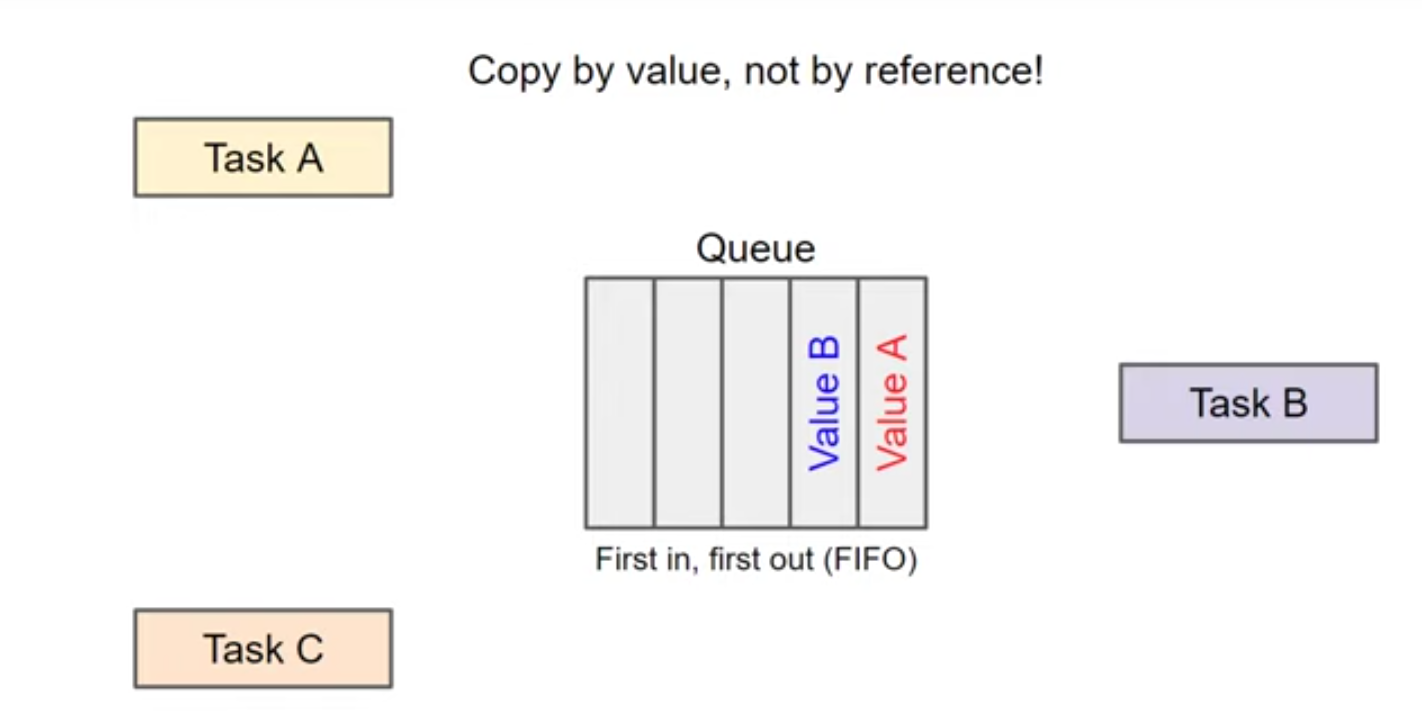 Copy by value, not by reference!
Task A
Queue
Value B
Value A
Task B
First in, first out (FIFO)
Task C